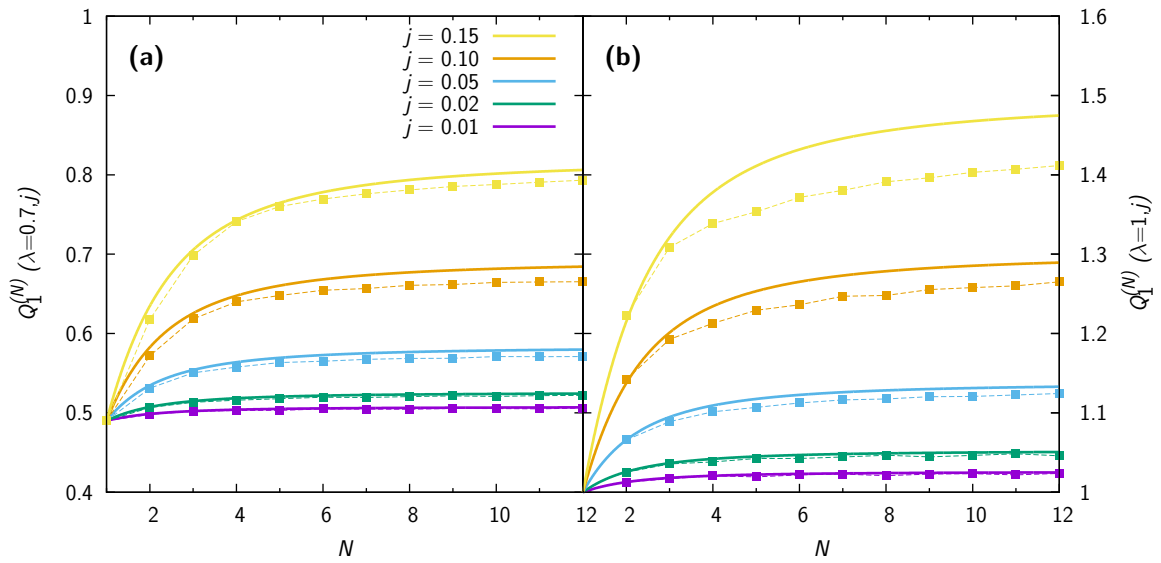 (a)
j = 0.15
j = 0.10
j = 0.05
j = 0.02
j = 0.01
1
0.9
0.8
0.7
0.6
0.5
0.4
2
4
6
8
10
12
N
Q₁⁽ᴺ⁾ (λ=0.7,j)
(b)
2
4
6
8
10
12
N
1.6
1.5
1.4
1.3
1.2
1.1
1
Q₁⁽ᴺ⁾ (λ=1,j)